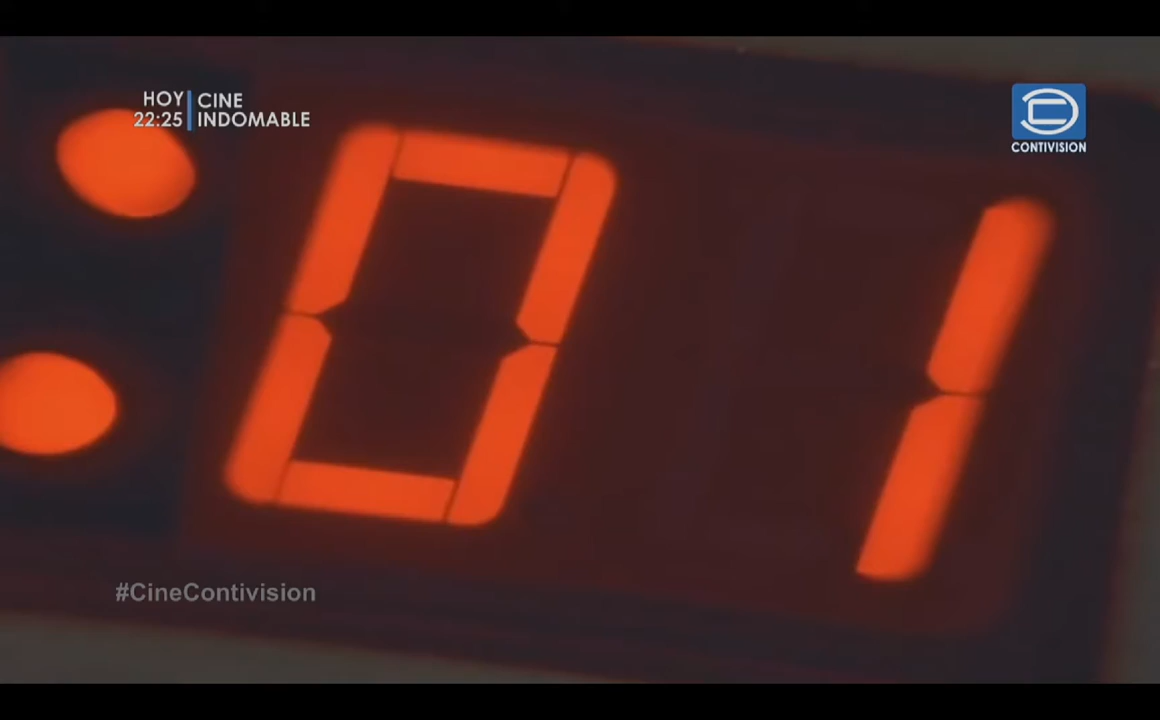 HOY
22:25
CINE
INDOMABLE
CONTIVISION
:01
#CineContivision